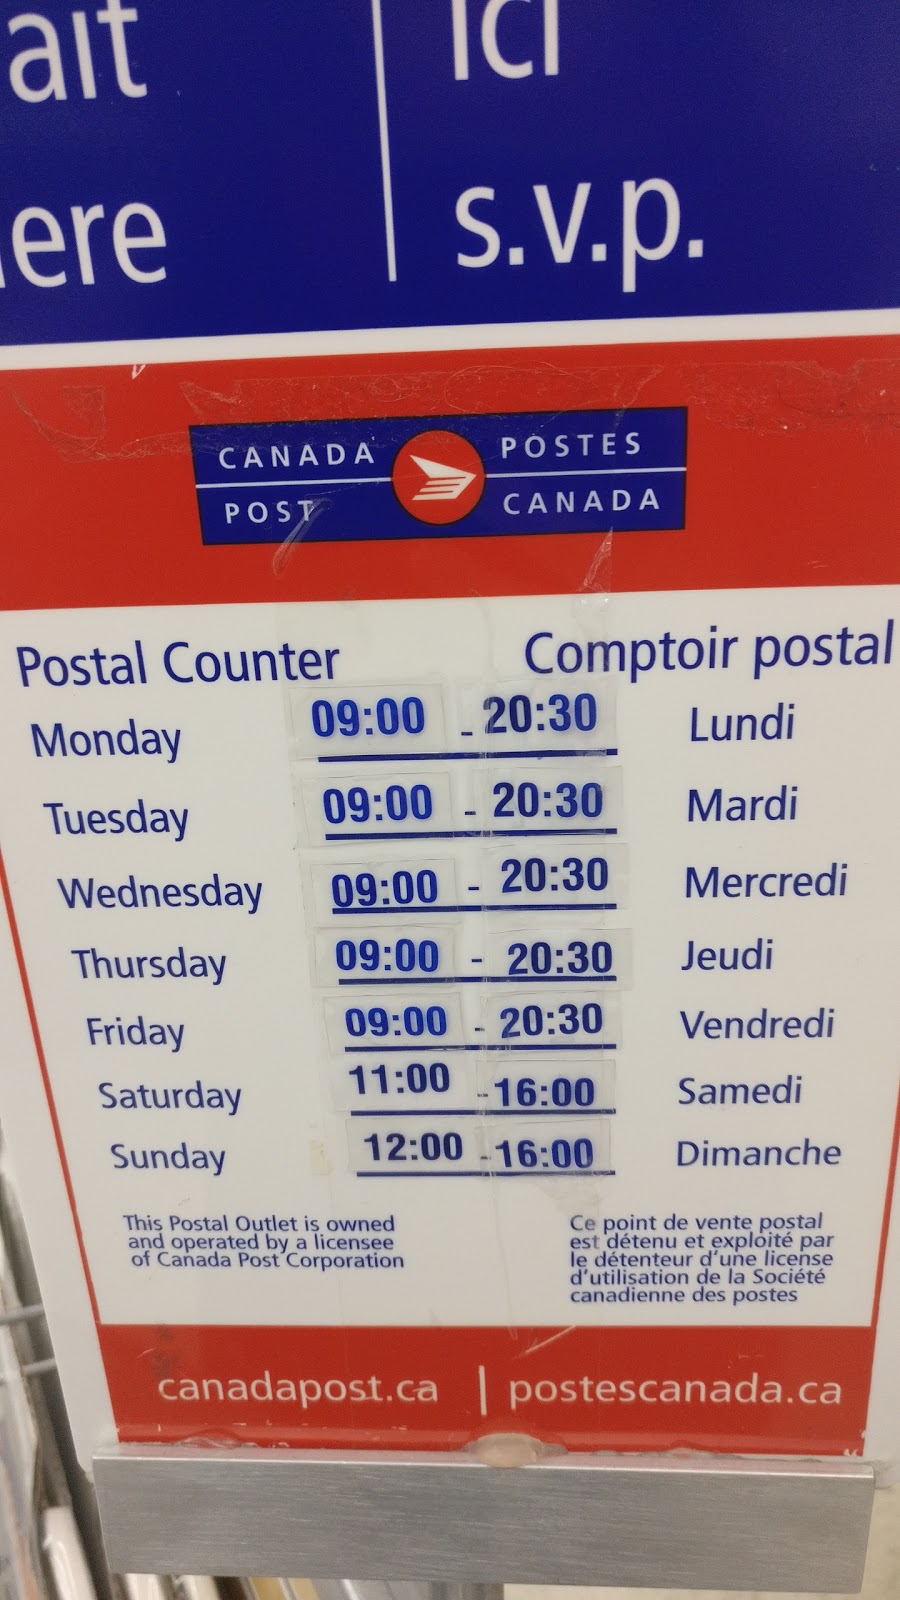 ici
s.v.p.
CANADA POSTES
POST CANADA
Postal Counter Comptoir postal
Monday 09:00 - 20:30 Lundi
Tuesday 09:00 - 20:30 Mardi
Wednesday 09:00 - 20:30 Mercredi
Thursday 09:00 - 20:30 Jeudi
Friday 09:00 - 20:30 Vendredi
Saturday 11:00 - 16:00 Samedi
Sunday 12:00 - 16:00 Dimanche
This Postal Outlet is owned
and operated by a licensee
of Canada Post Corporation
Ce point de vente postal
est détenu et exploité par
le détenteur d'une license
d'utilisation de la Société
canadienne des postes
canadapost.ca | postescanada.ca